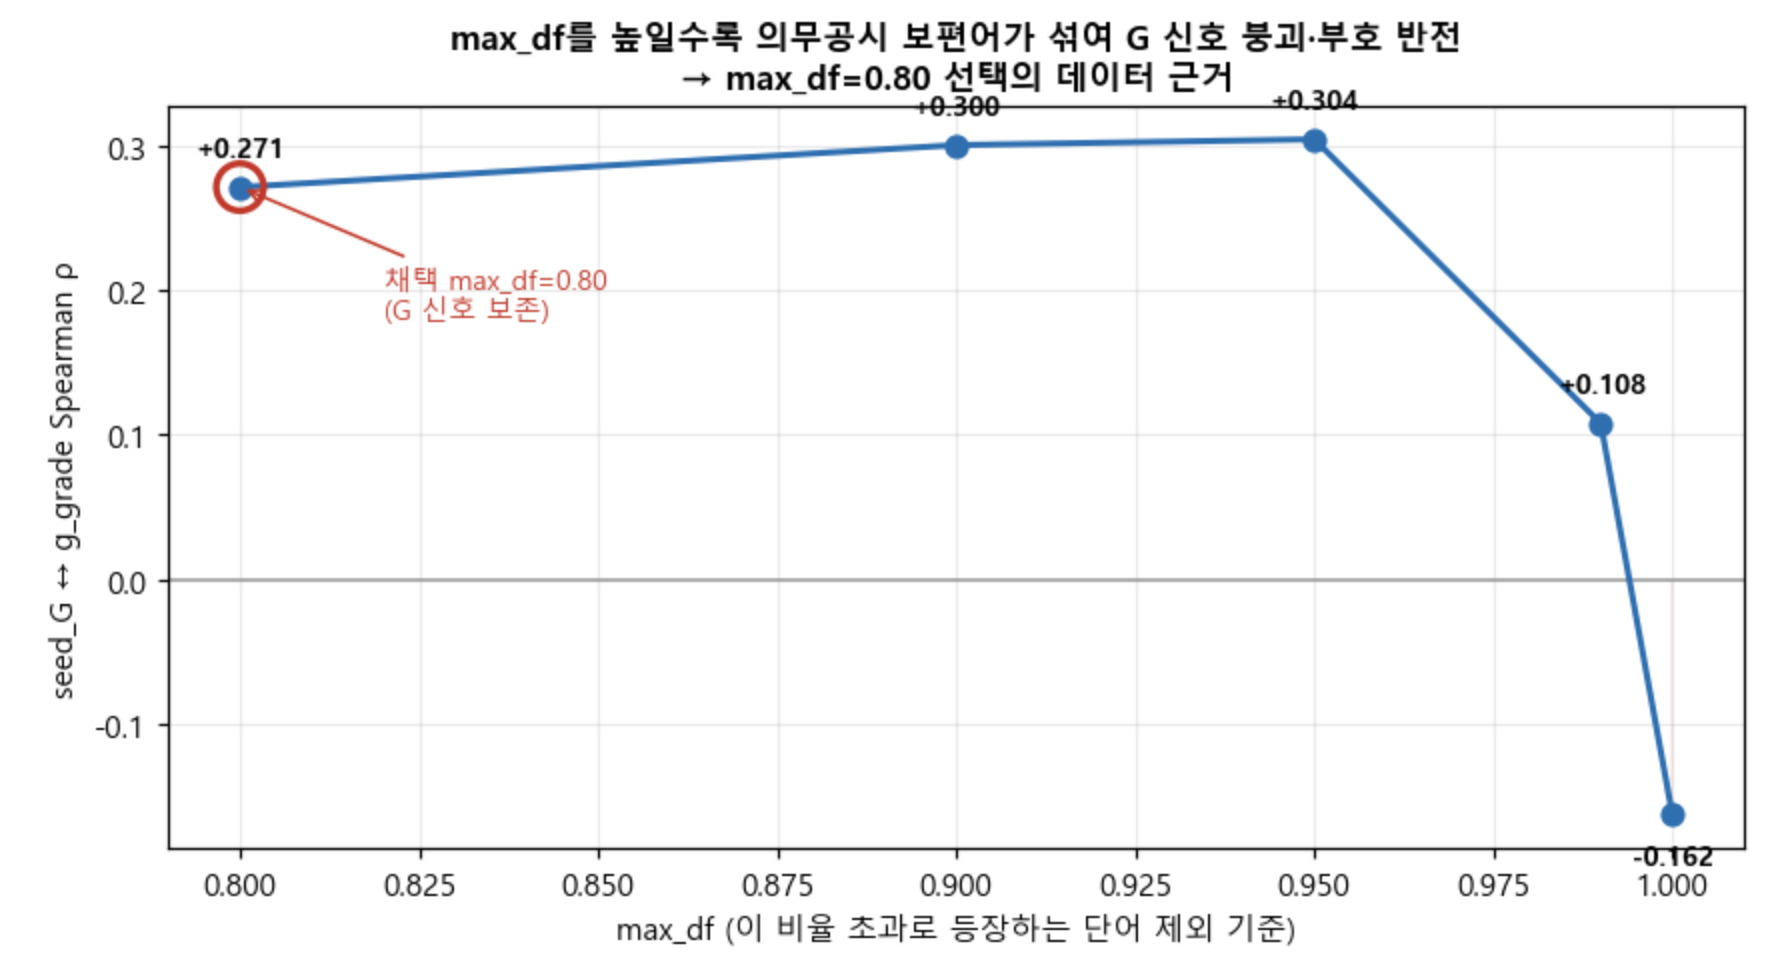 max_df를 높일수록 의무공시 보편어가 섞여 G 신호 붕괴·부호 반전
→ max_df=0.80 선택의 데이터 근거
+0.271
+0.300
+0.304
+0.108
-0.162
채택 max_df=0.80
(G 신호 보존)
seed_G ↔ g_grade Spearman ρ
0.3
0.2
0.1
0.0
-0.1
0.800 0.825 0.850 0.875 0.900 0.925 0.950 0.975 1.000
max_df (이 비율 초과로 등장하는 단어 제외 기준)